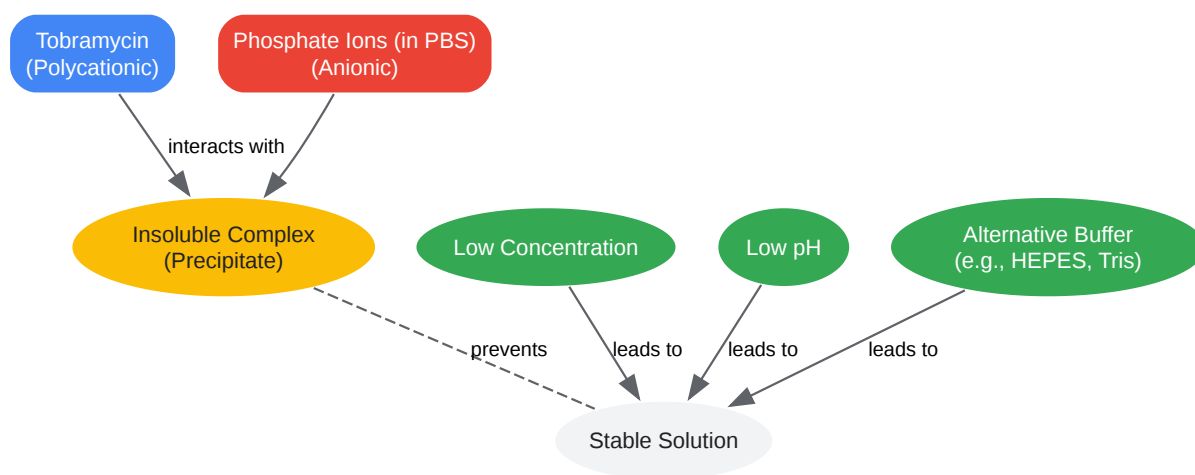 Tobramycin
(Polycationic)
Phosphate Ions (in PBS)
(Anionic)
interacts with
Insoluble Complex
(Precipitate)
Low Concentration
Low pH
Alternative Buffer
(e.g., HEPES, Tris)
prevents
leads to
leads to
leads to
Stable Solution